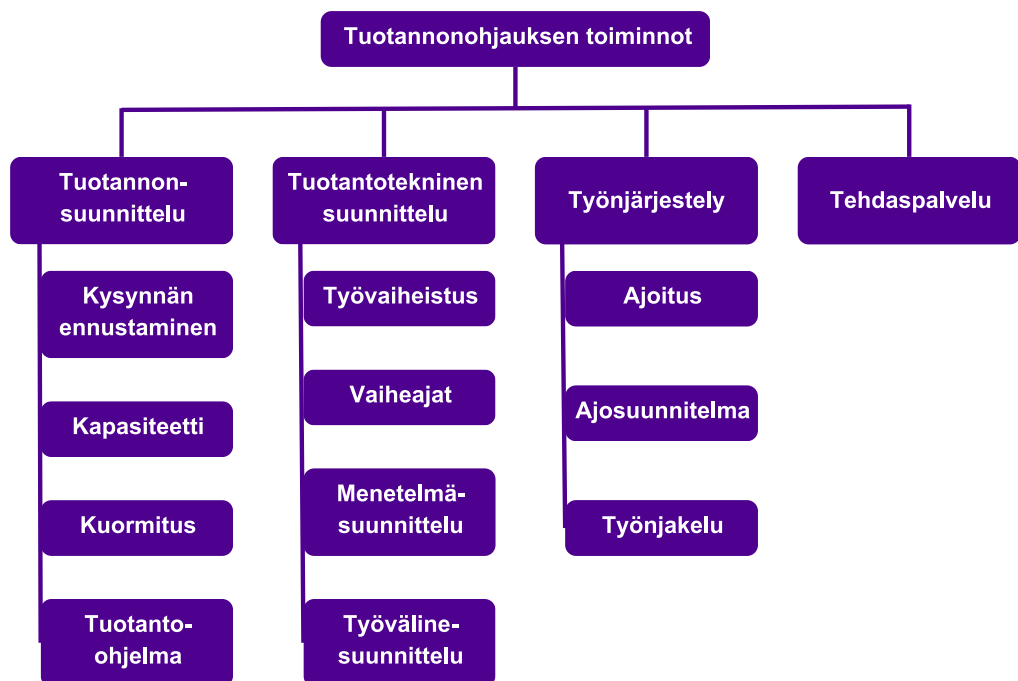 Tuotannonohjauksen toiminnot
Tuotannon-
suunnittelu
Kysynnän
ennustaminen
Kapasiteetti
Kuormitus
Tuotanto-
ohjelma
Tuotantotekninen
suunnittelu
Työvaiheistus
Vaiheajat
Menetelmä-
suunnittelu
Työväline-
suunnittelu
Työnjärjestely
Ajoitus
Ajosuunnitelma
Työnjakelu
Tehdaspalvelu